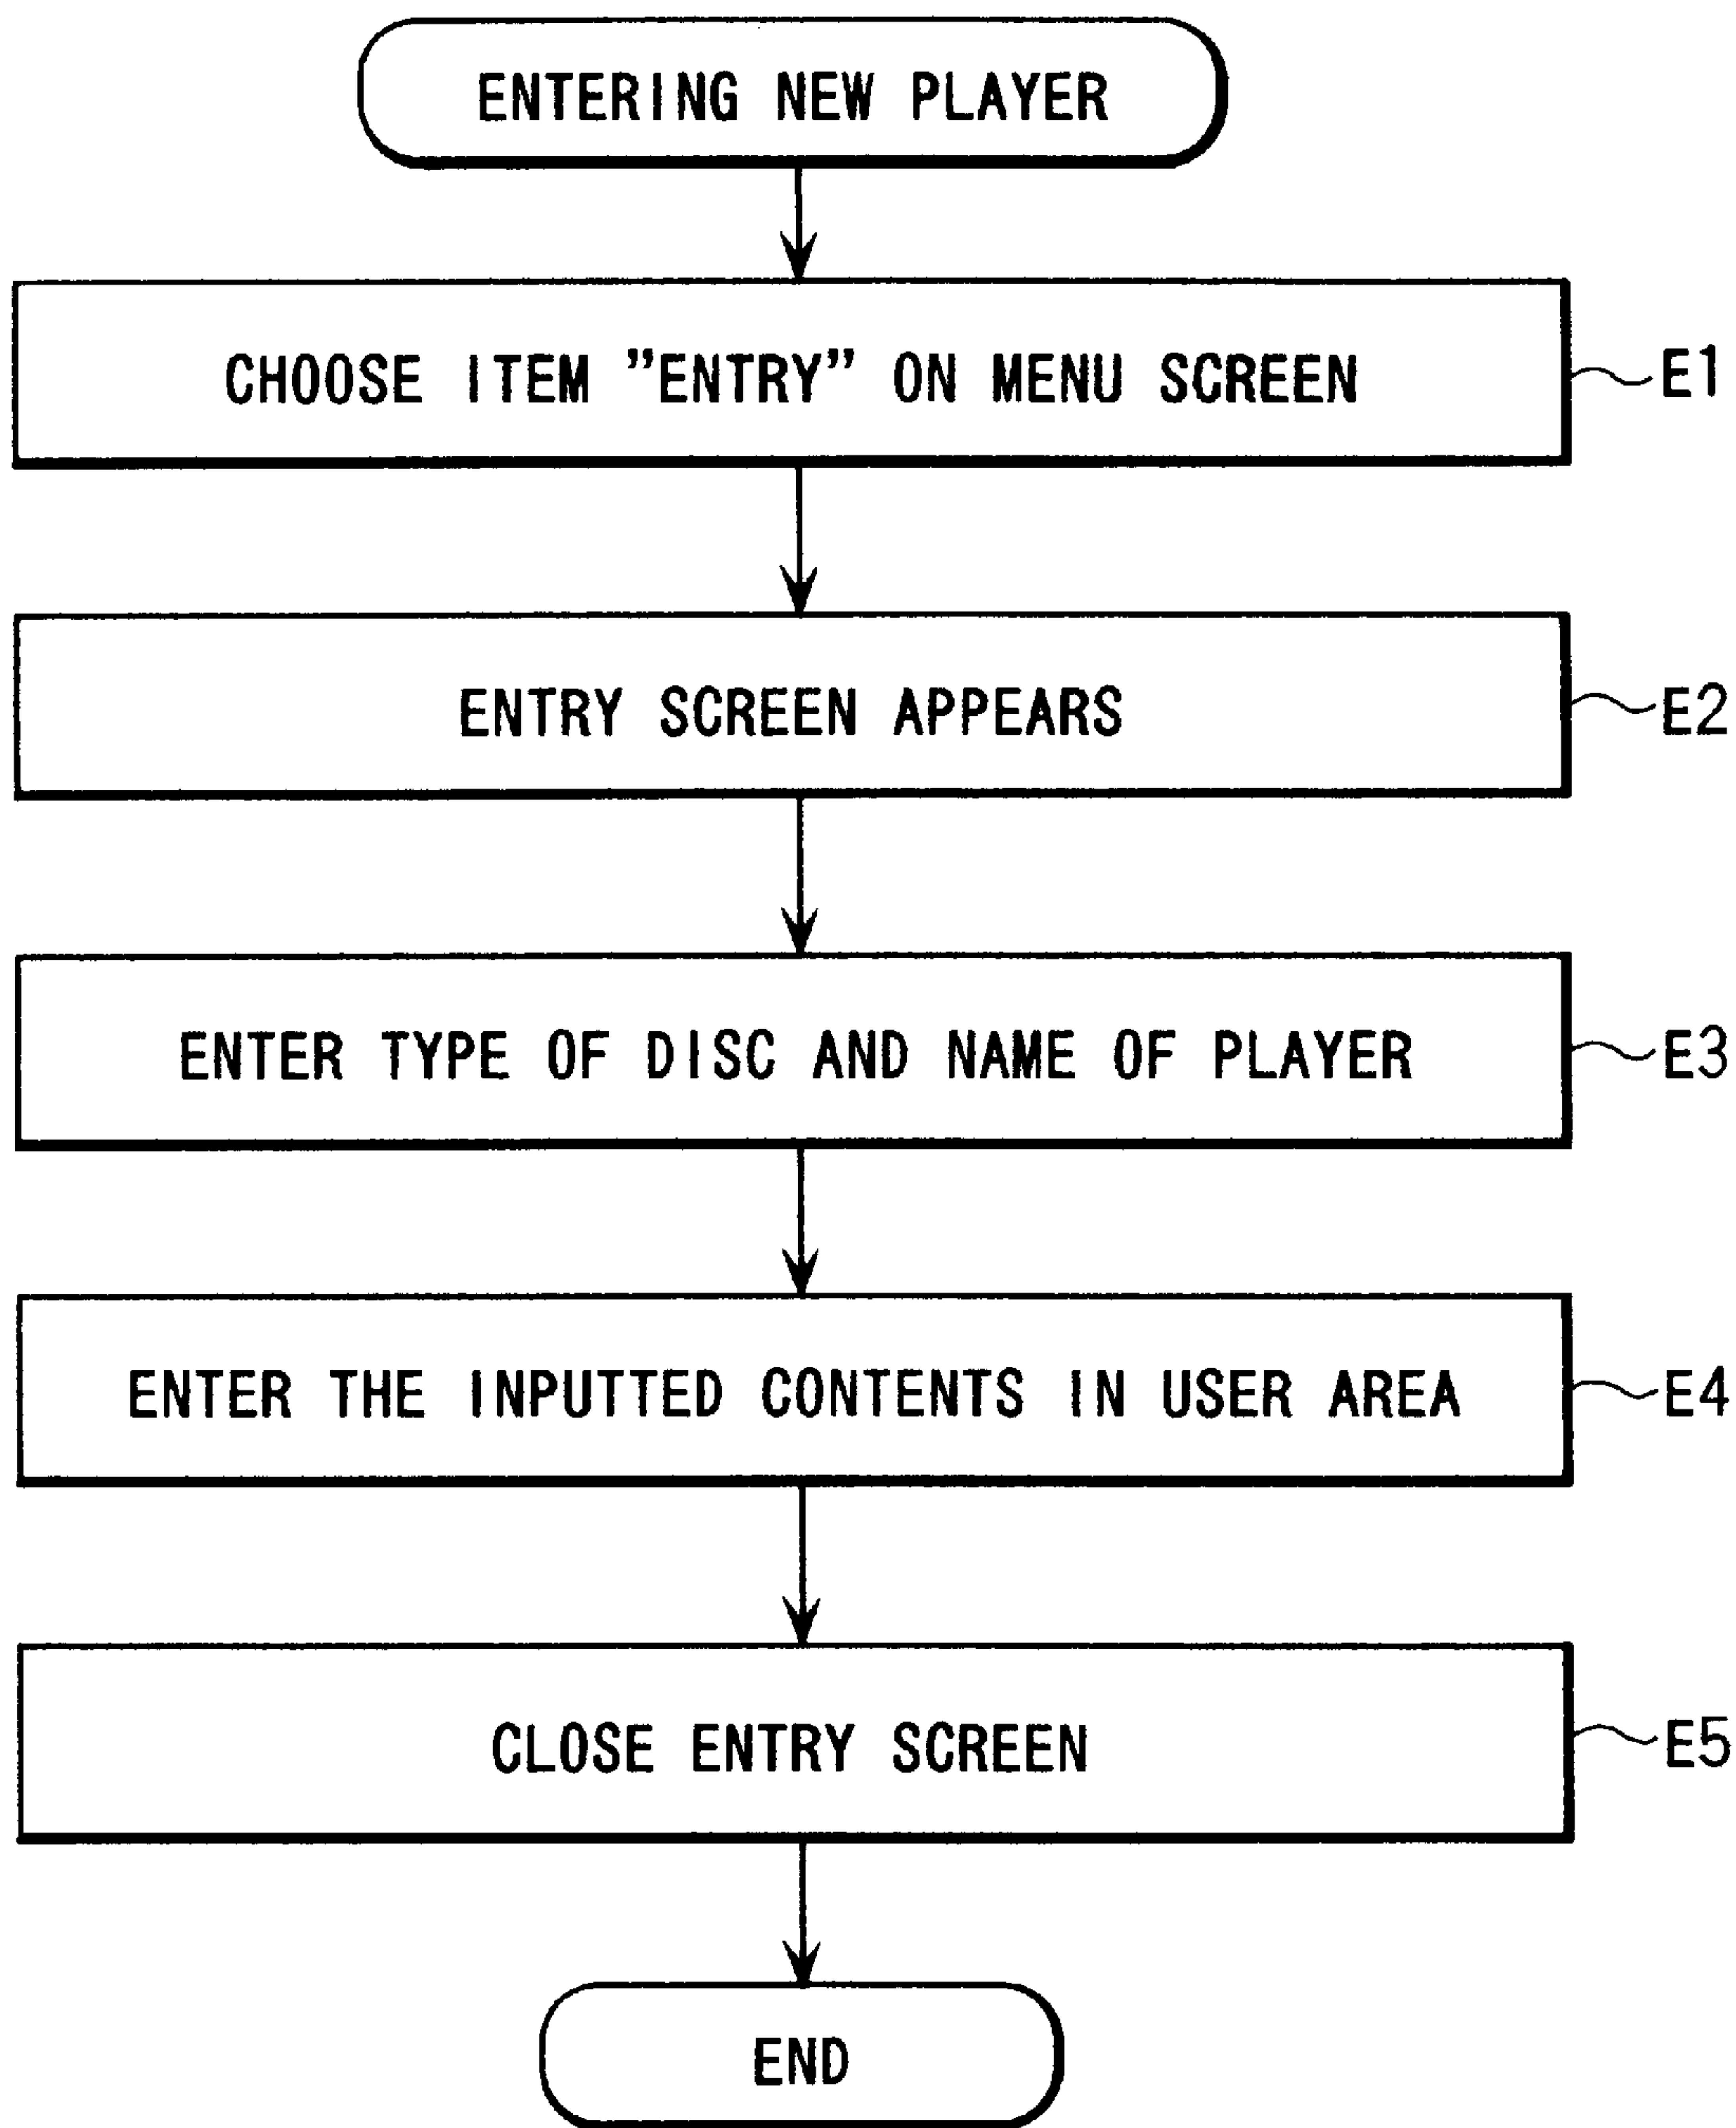 ENTERING NEW PLAYER
CHOOSE ITEM "ENTRY" ON MENU SCREEN
E1
ENTRY SCREEN APPEARS
E2
ENTER TYPE OF DISC AND NAME OF PLAYER
E3
ENTER THE INPUTTED CONTENTS IN USER AREA
E4
CLOSE ENTRY SCREEN
E5
END